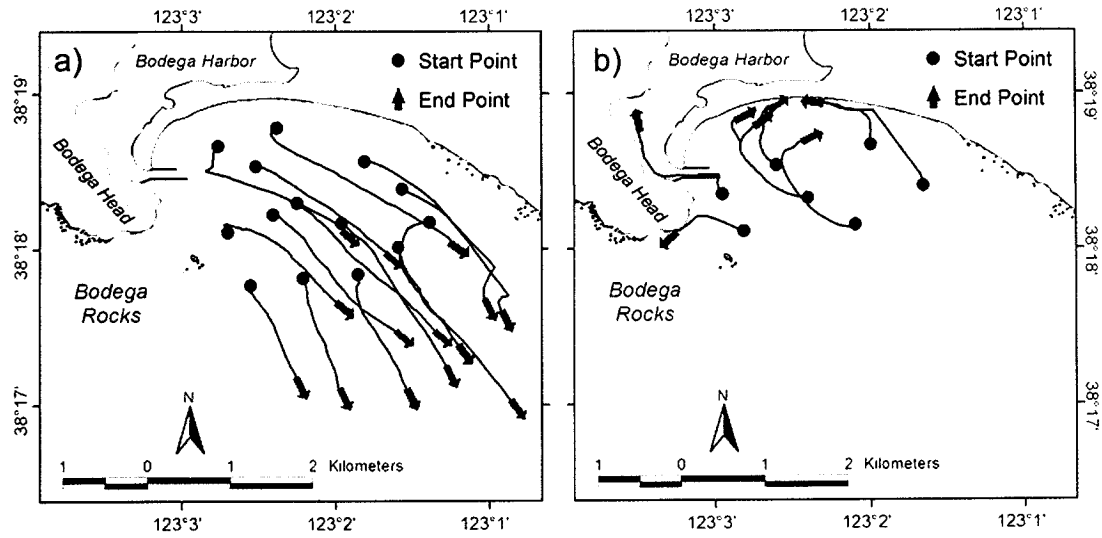 123°3' 123°2' 123°1'
a)
Bodega Harbor
Start Point
End Point
38°19'
Bodega Head
38°18'
Bodega
Rocks
38°17'
N
1 0 1 2 Kilometers
123°3' 123°2' 123°1'
123°3' 123°2' 123°1'
b)
Bodega Harbor
Start Point
End Point
38°19'
Bodega Head
38°18'
Bodega
Rocks
38°17'
N
1 0 1 2 Kilometers
123°3' 123°2' 123°1'